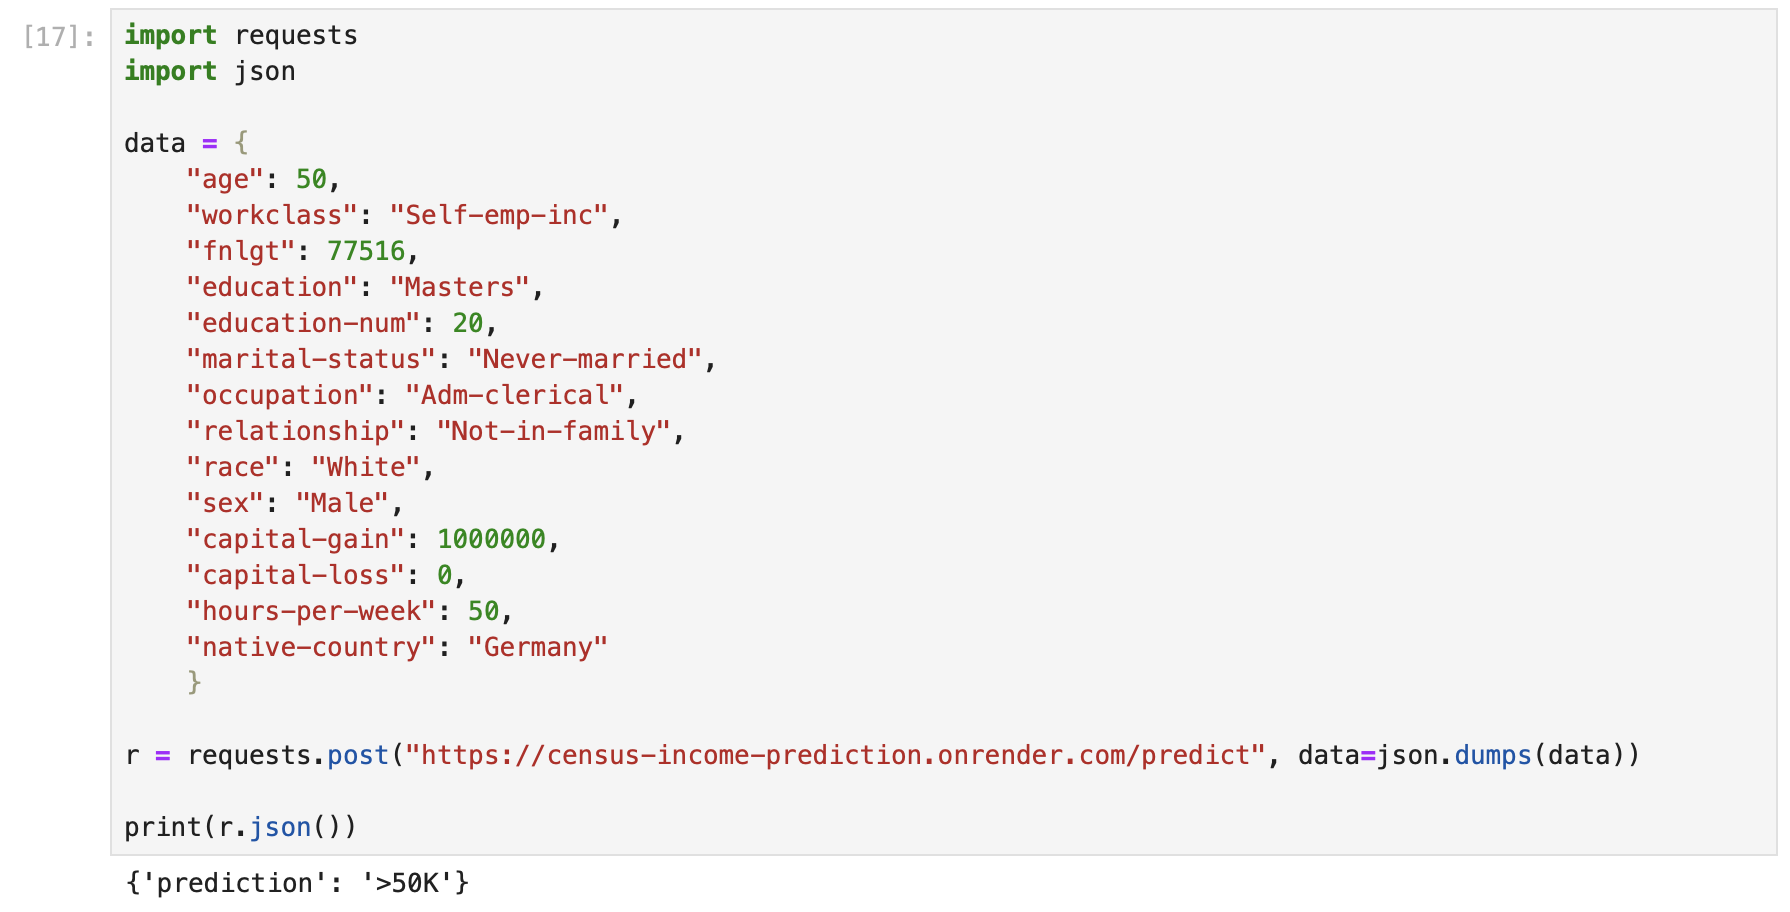 [17]:
import requests
import json
data = {
"age": 50,
"workclass": "Self-emp-inc",
"fnlgt": 77516,
"education": "Masters",
"education-num": 20,
"marital-status": "Never-married",
"occupation": "Adm-clerical",
"relationship": "Not-in-family",
"race": "White",
"sex": "Male",
"capital-gain": 1000000,
"capital-loss": 0,
"hours-per-week": 50,
"native-country": "Germany"
}
r = requests.post("https://census-income-prediction.onrender.com/predict", data=json.dumps(data))
print(r.json())
{'prediction': '>50K'}